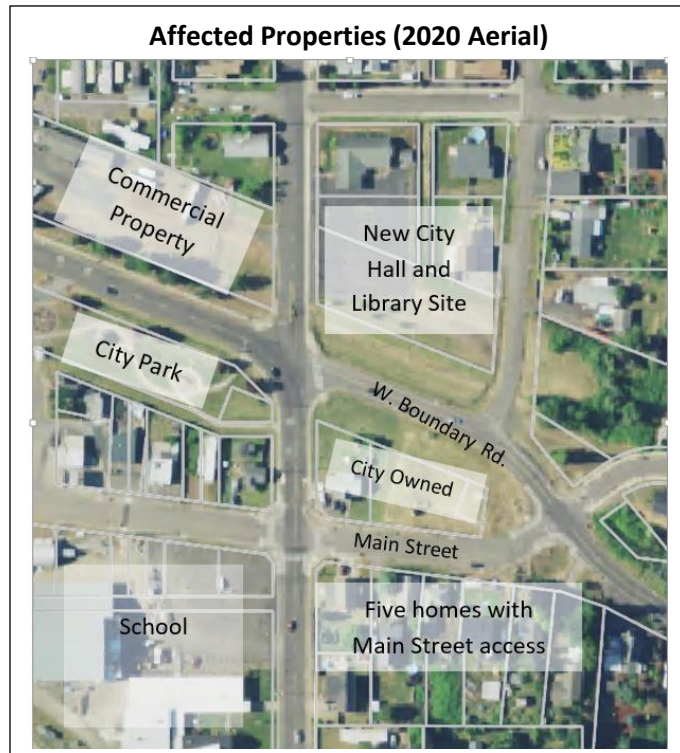 Affected Properties (2020 Aerial)
Commercial
Property
New City
Hall and
Library Site
City Park
W. Boundary Rd.
City Owned
Main Street
School
Five homes with
Main Street access